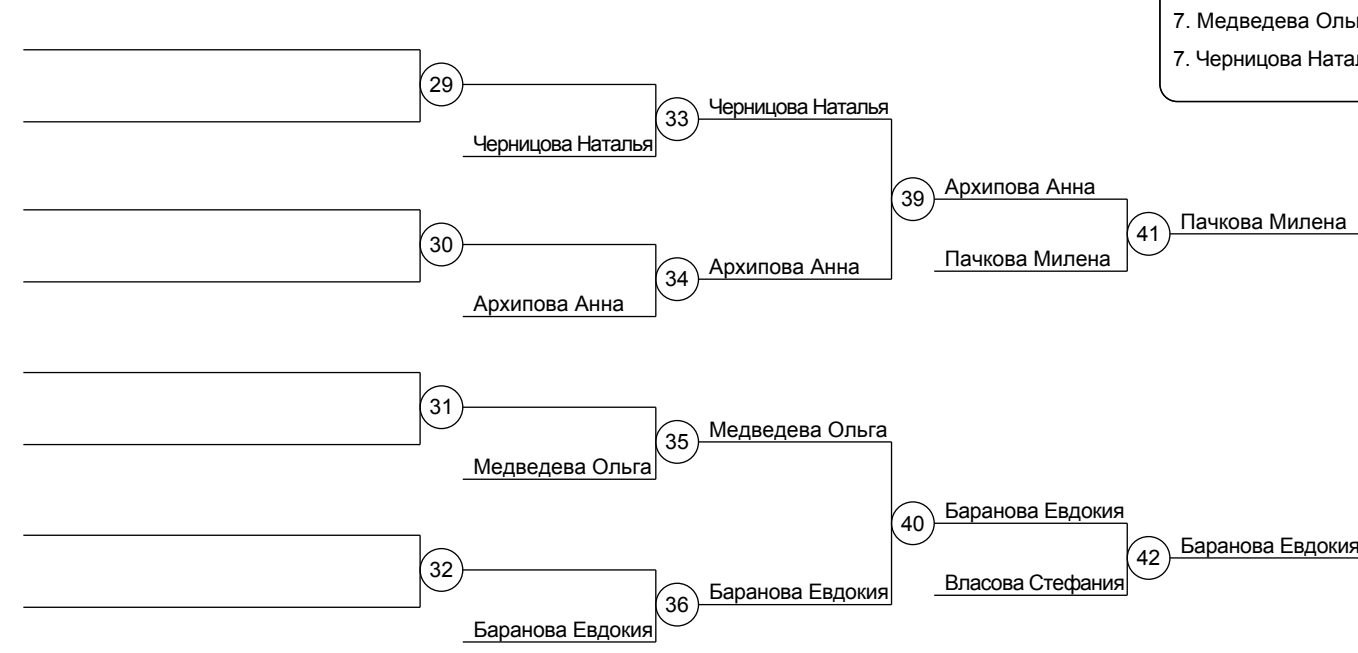 7. Медведева
7. Черницова
29
33
Черницова Наталья
Черницова Наталья
39
Архипова Анна
30
41
Пачкова Милена
34
Архипова Анна
Пачкова Милена
Архипова Анна
31
35
Медведева Ольга
Медведева Ольга
40
Баранова Евдокия
32
42
Баранова Евдокия
36
Баранова Евдокия
Власова Стефания
Баранова Евдокия